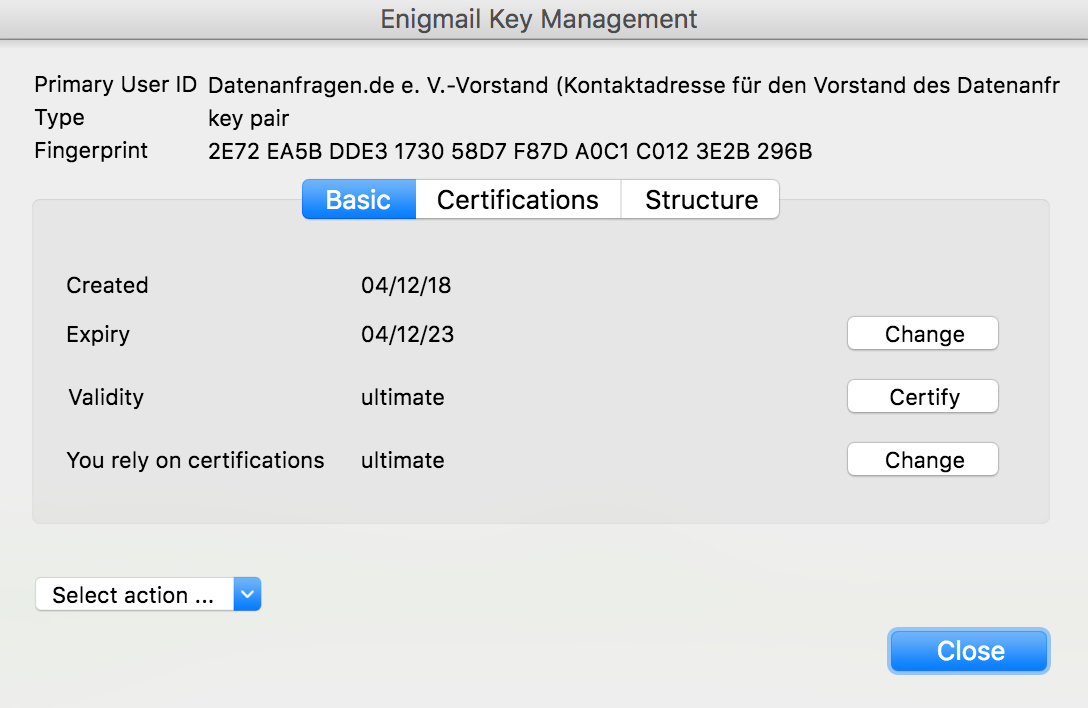 Enigmail Key Management
Primary User ID Datenanfragen.de e. V.-Vorstand (Kontaktadresse für den Vorstand des Datenanfr
Type key pair
Fingerprint 2E72 EA5B DDE3 1730 58D7 F87D A0C1 C012 3E2B 296B
Basic Certifications Structure
Created 04/12/18
Expiry 04/12/23 Change
Validity ultimate Certify
You rely on certifications ultimate Change
Select action ...
Close